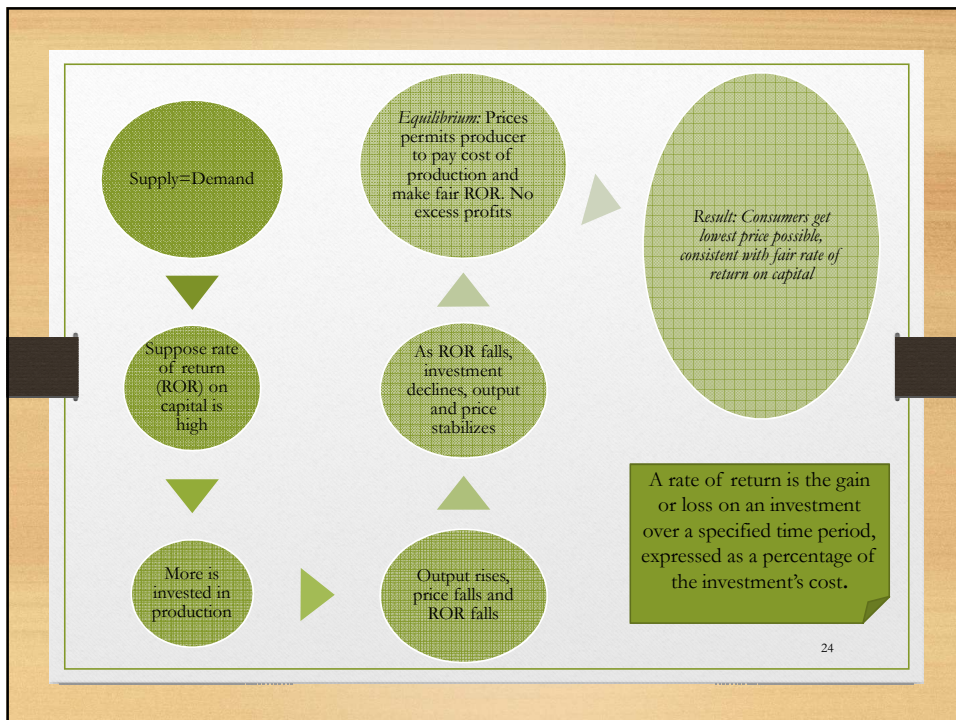 Supply=Demand
Suppose rate
of return
(ROR) on
capital is
high
More is
invested in
production
Output rises,
price falls and
ROR falls
As ROR falls,
investment
declines, output
and price
stabilizes
Equilibrium: Prices
permits producer
to pay cost of
production and
make fair ROR. No
excess profits
Result: Consumers get
lowest price possible,
consistent with fair rate of
return on capital
A rate of return is the gain
or loss on an investment
over a specified time period,
expressed as a percentage of
the investment’s cost.
24